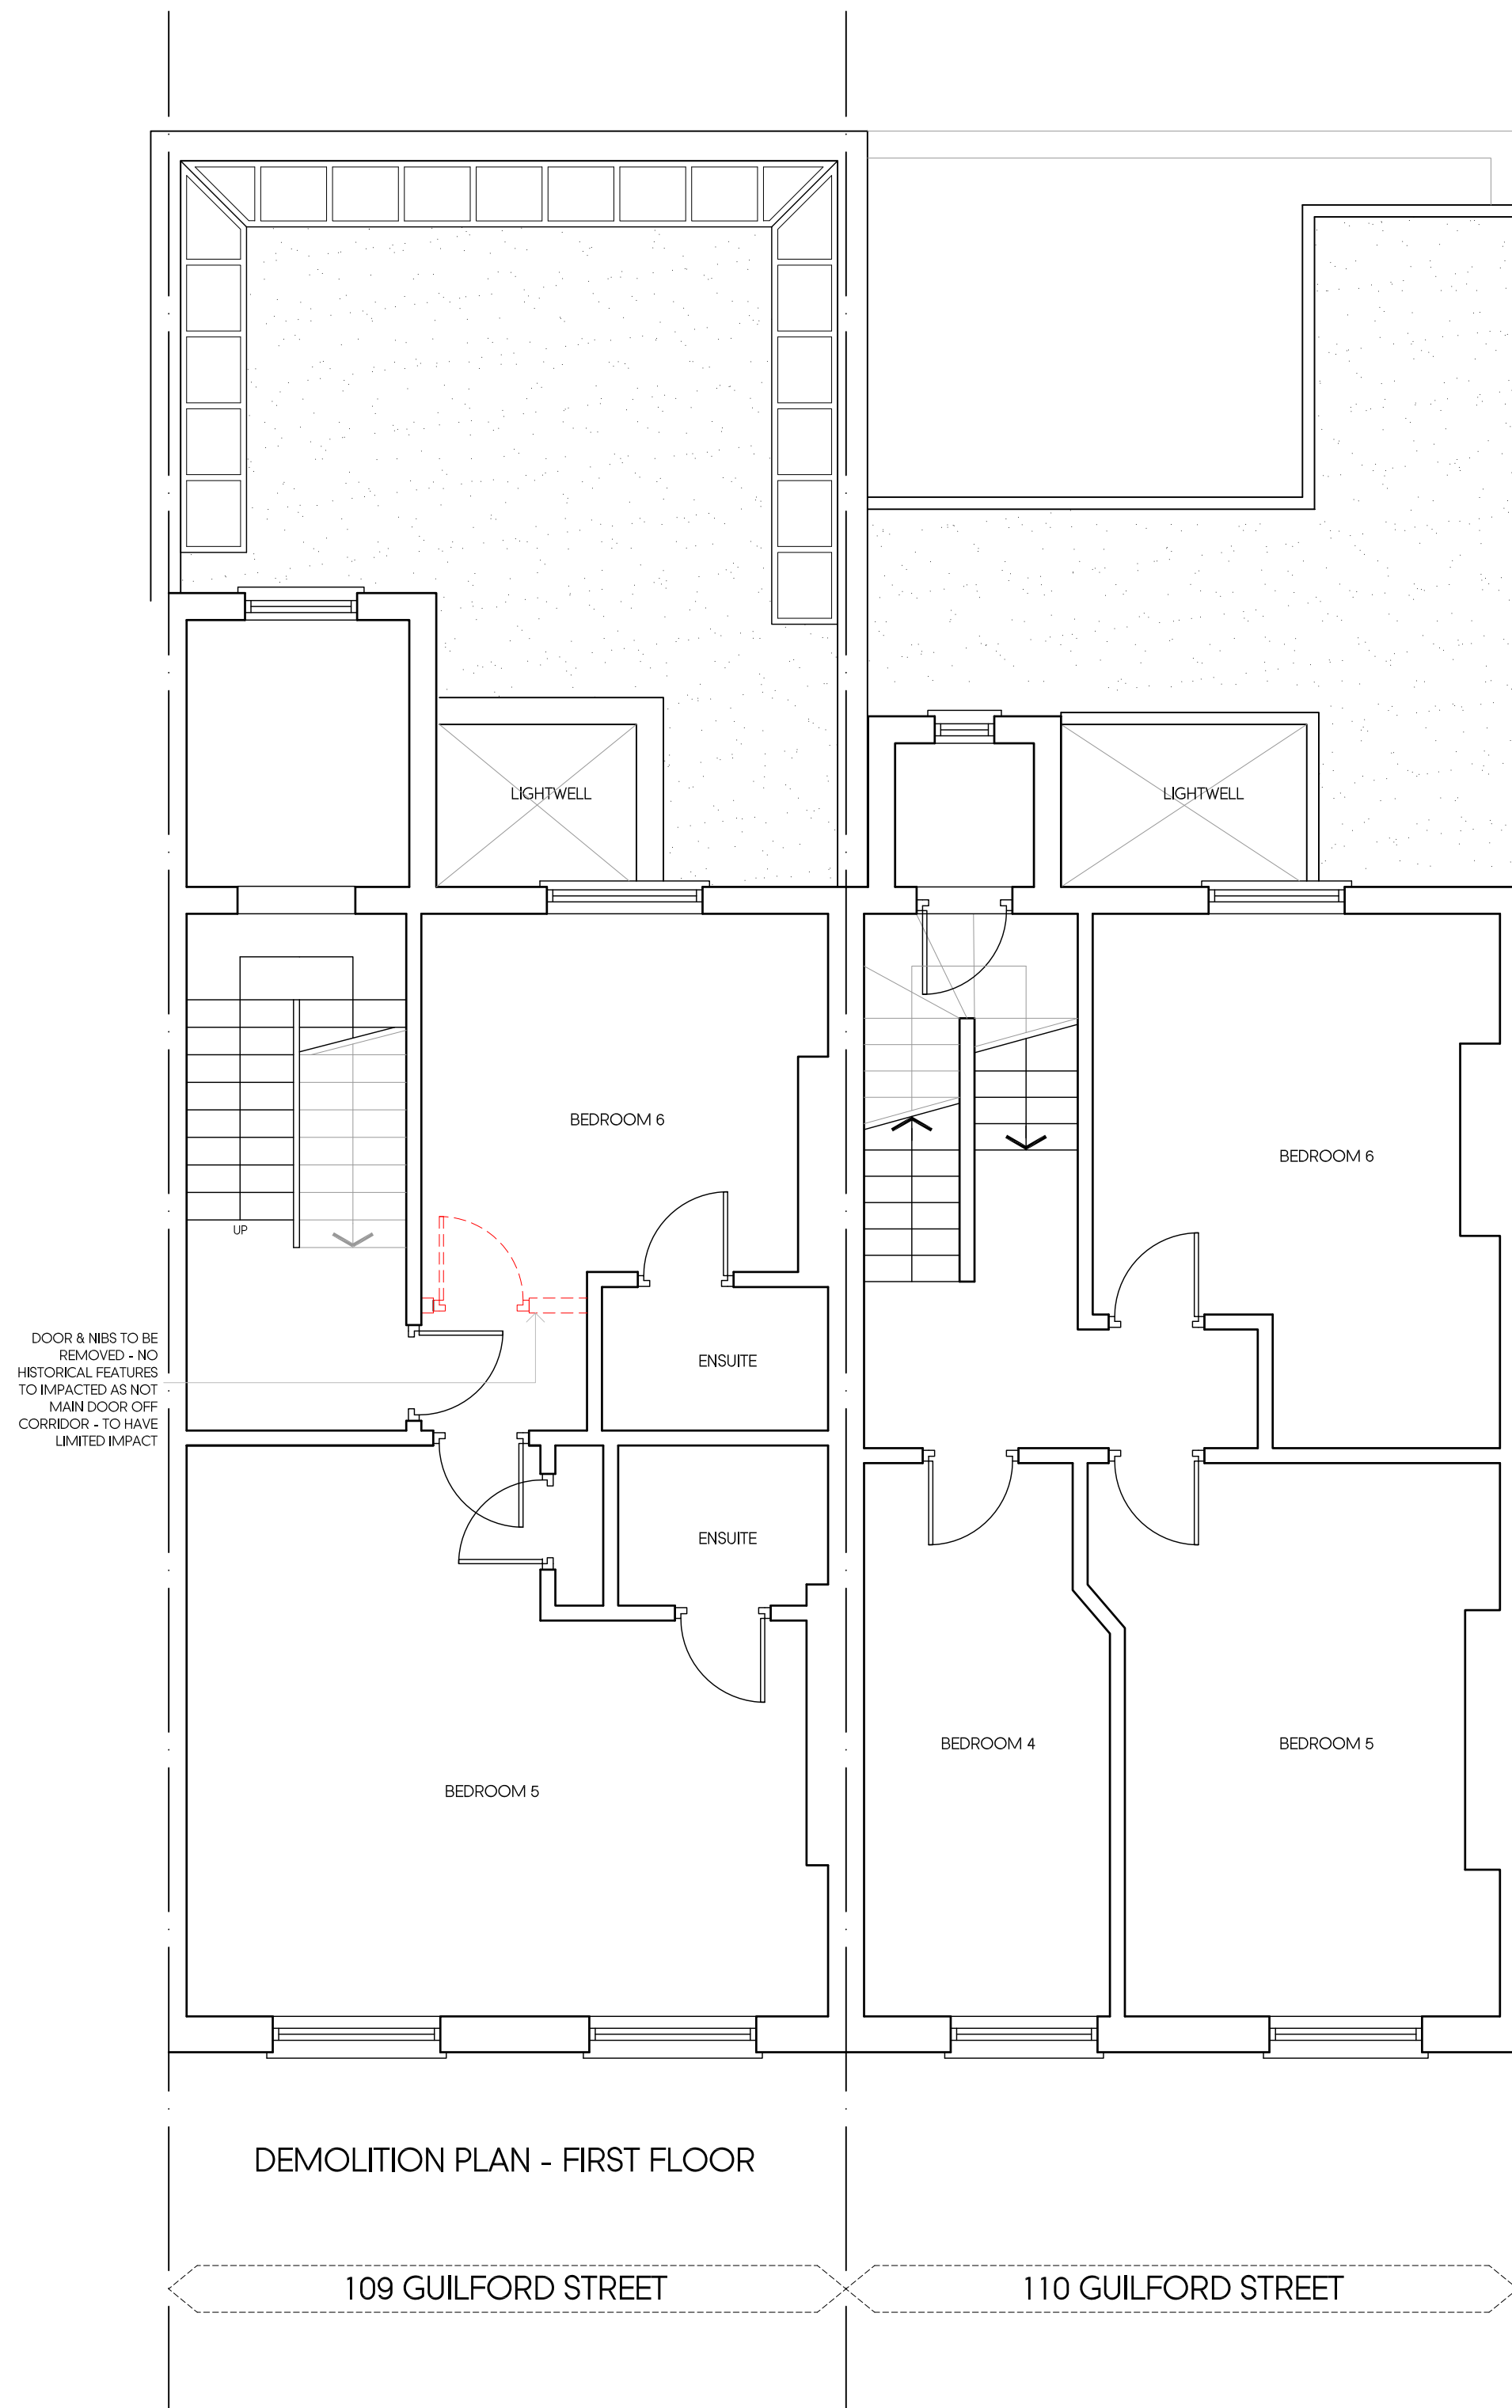 LIGHTWELL
LIGHTWELL
BEDROOM 6
BEDROOM 6
UP
DOOR & NIBS TO BE
REMOVED - NO
HISTORICAL FEATURES
TO IMPACTED AS NOT
MAIN DOOR OFF
CORRIDOR - TO HAVE
LIMITED IMPACT
ENSUITE
ENSUITE
BEDROOM 4
BEDROOM 5
BEDROOM 5
DEMOLITION PLAN - FIRST FLOOR
109 GUILFORD STREET
110 GUILFORD STREET